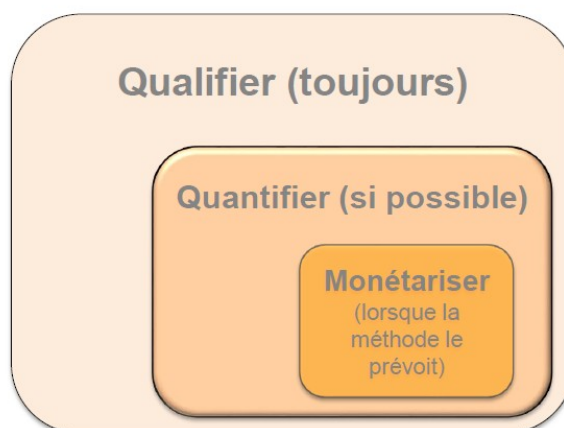 Qualifier (toujours)
Quantifier (si possible)
Monétariser
(lorsque la
méthode le
prévoit)